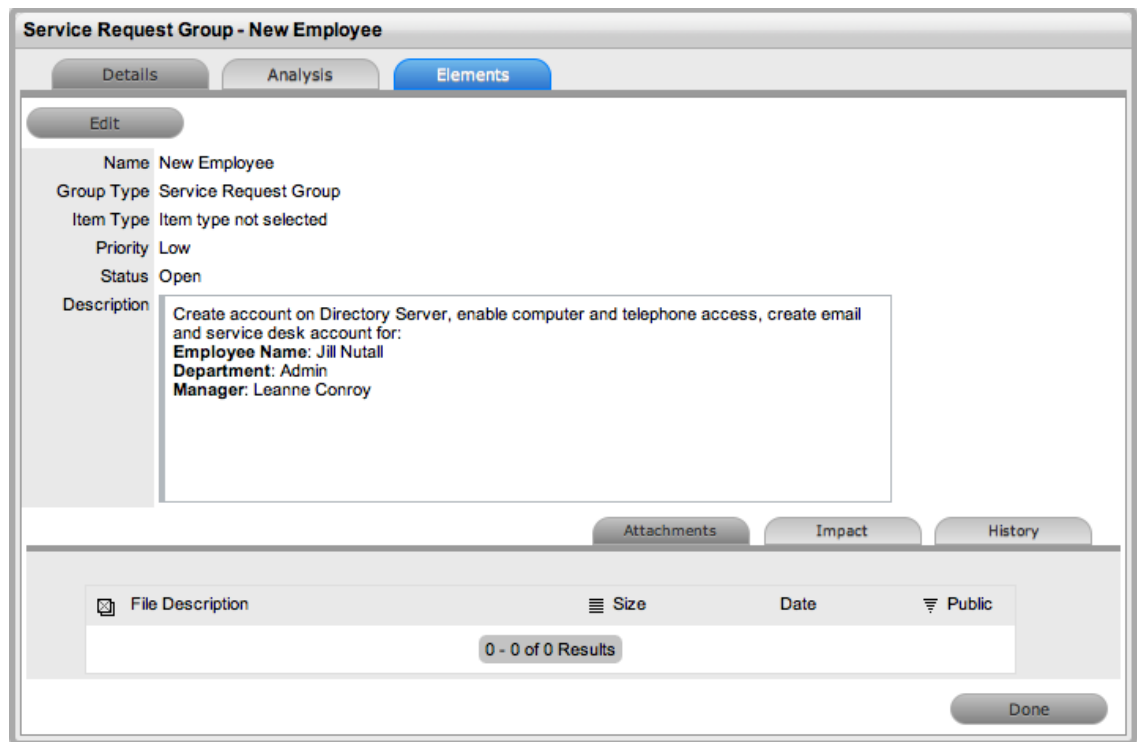 Service Request Group - New Employee
Details Analysis Elements
Edit
Name New Employee
Group Type Service Request Group
Item Type Item type not selected
Priority Low
Status Open
Description Create account on Directory Server, enable computer and telephone access, create email
and service desk account for:
Employee Name: Jill Nutall
Department: Admin
Manager: Leanne Conroy
Attachments Impact History
File Description Size Date Public
0 - 0 of 0 Results
Done